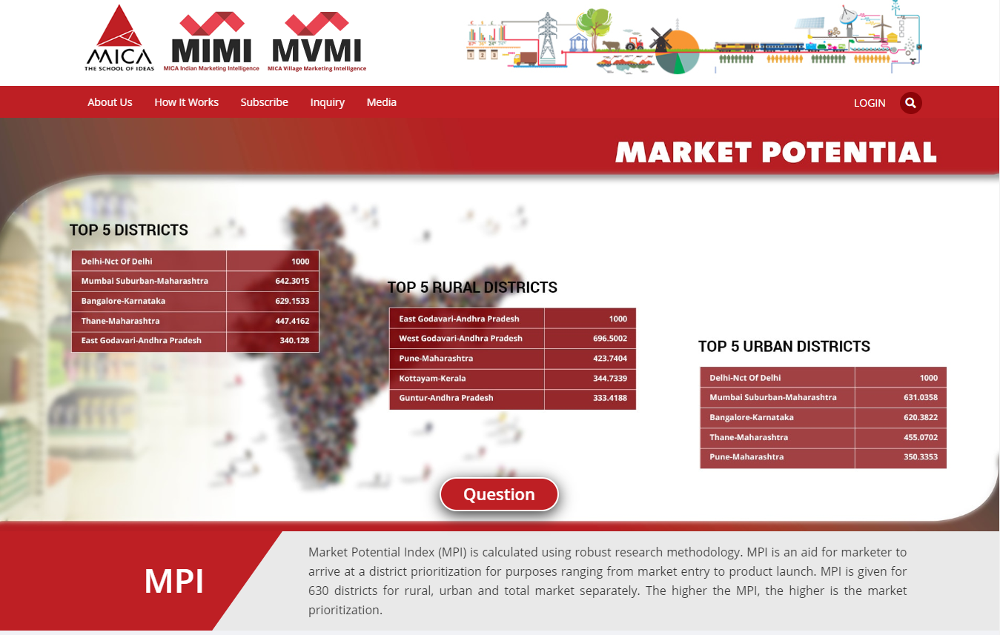 MICA
THE SCHOOL OF IDEAS
MIMI
MICA Indian Marketing Intelligence
MVMI
MICA Village Marketing Intelligence
1 2 3
About Us How It Works Subscribe Inquiry Media LOGIN
MARKET POTENTIAL
TOP 5 DISTRICTS
Delhi-Nct Of Delhi 1000
Mumbai Suburban-Maharashtra 642.3015
Bangalore-Karnataka 629.1533
Thane-Maharashtra 447.4162
East Godavari-Andhra Pradesh 340.128
TOP 5 RURAL DISTRICTS
East Godavari-Andhra Pradesh 1000
West Godavari-Andhra Pradesh 696.5002
Pune-Maharashtra 423.7404
Kottayam-Kerala 344.7339
Guntur-Andhra Pradesh 333.4188
TOP 5 URBAN DISTRICTS
Delhi-Nct Of Delhi 1000
Mumbai Suburban-Maharashtra 631.0358
Bangalore-Karnataka 620.3822
Thane-Maharashtra 455.0702
Pune-Maharashtra 350.3353
Question
MPI
Market Potential Index (MPI) is calculated using robust research methodology. MPI is an aid for marketer to
arrive at a district prioritization for purposes ranging from market entry to product launch. MPI is given for
630 districts for rural, urban and total market separately. The higher the MPI, the higher is the market
prioritization.